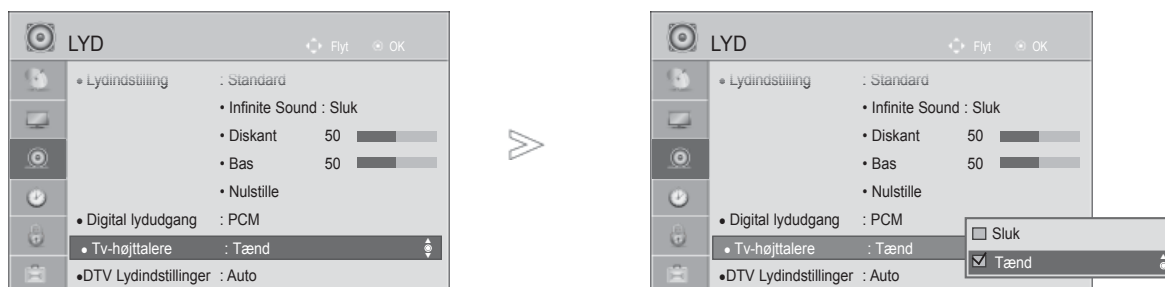 LYD Flyt OK
• Lydindstilling : Standard
• Infinite Sound : Sluk
• Diskant 50
• Bas 50
• Nulstille
• Digital lydudgang : PCM
• Tv-højttalere : Tænd
•DTV Lydindstillinger : Auto
LYD Flyt OK
• Lydindstilling : Standard
• Infinite Sound : Sluk
• Diskant 50
• Bas 50
• Nulstille
• Digital lydudgang : PCM
• Tv-højttalere : Tænd
•DTV Lydindstillinger : Auto
Sluk
Tænd